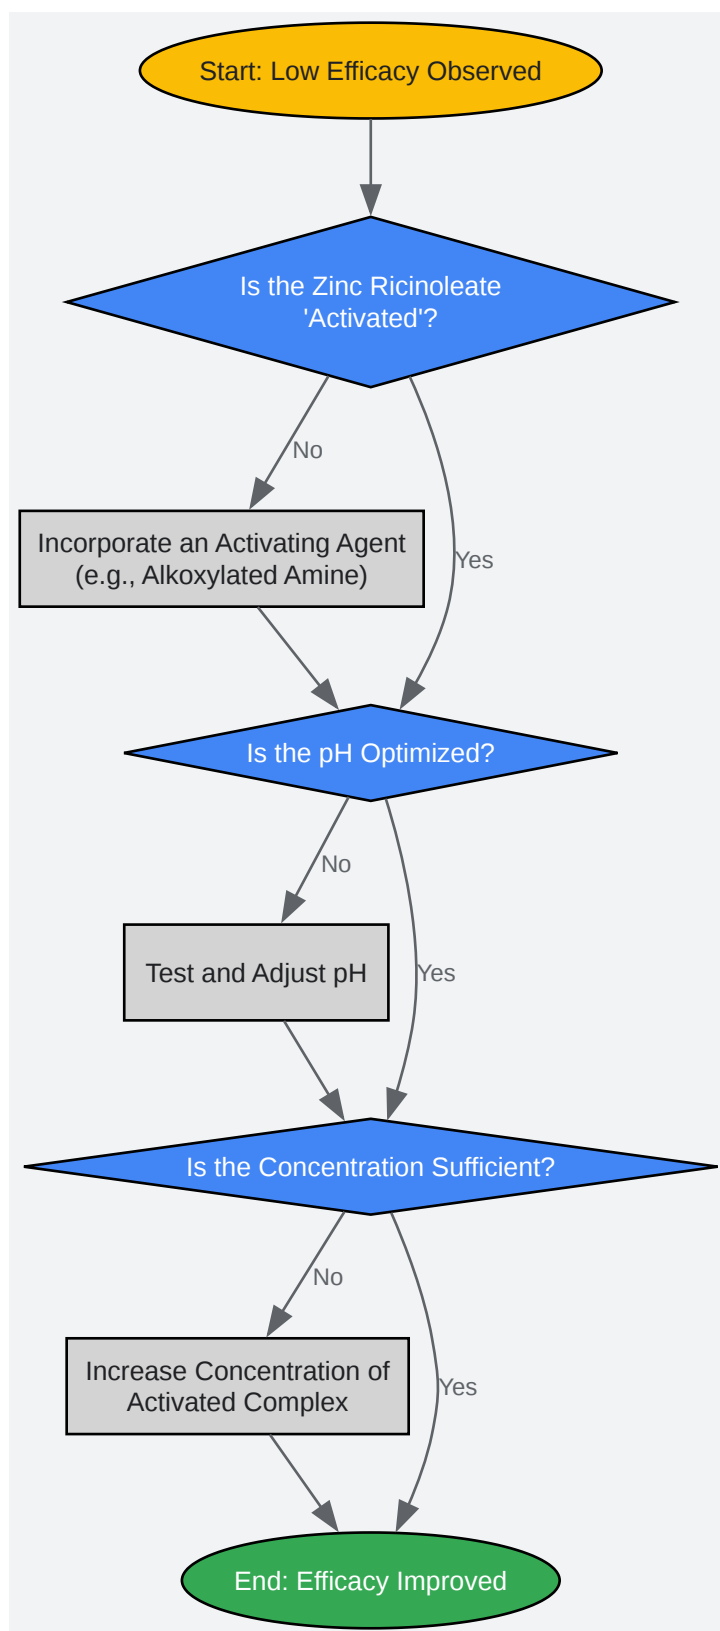 Start: Low Efficacy Observed
Is the Zinc Ricinoleate
'Activated'?
No
Incorporate an Activating Agent
(e.g., Alkoxylated Amine)
Yes
Is the pH Optimized?
No
Test and Adjust pH
Yes
Is the Concentration Sufficient?
No
Increase Concentration of
Activated Complex
Yes
End: Efficacy Improved